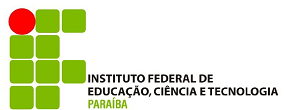 INSTITUTO FEDERAL DE
EDUCAÇÃO, CIÊNCIA E TECNOLOGIA
PARAÍBA